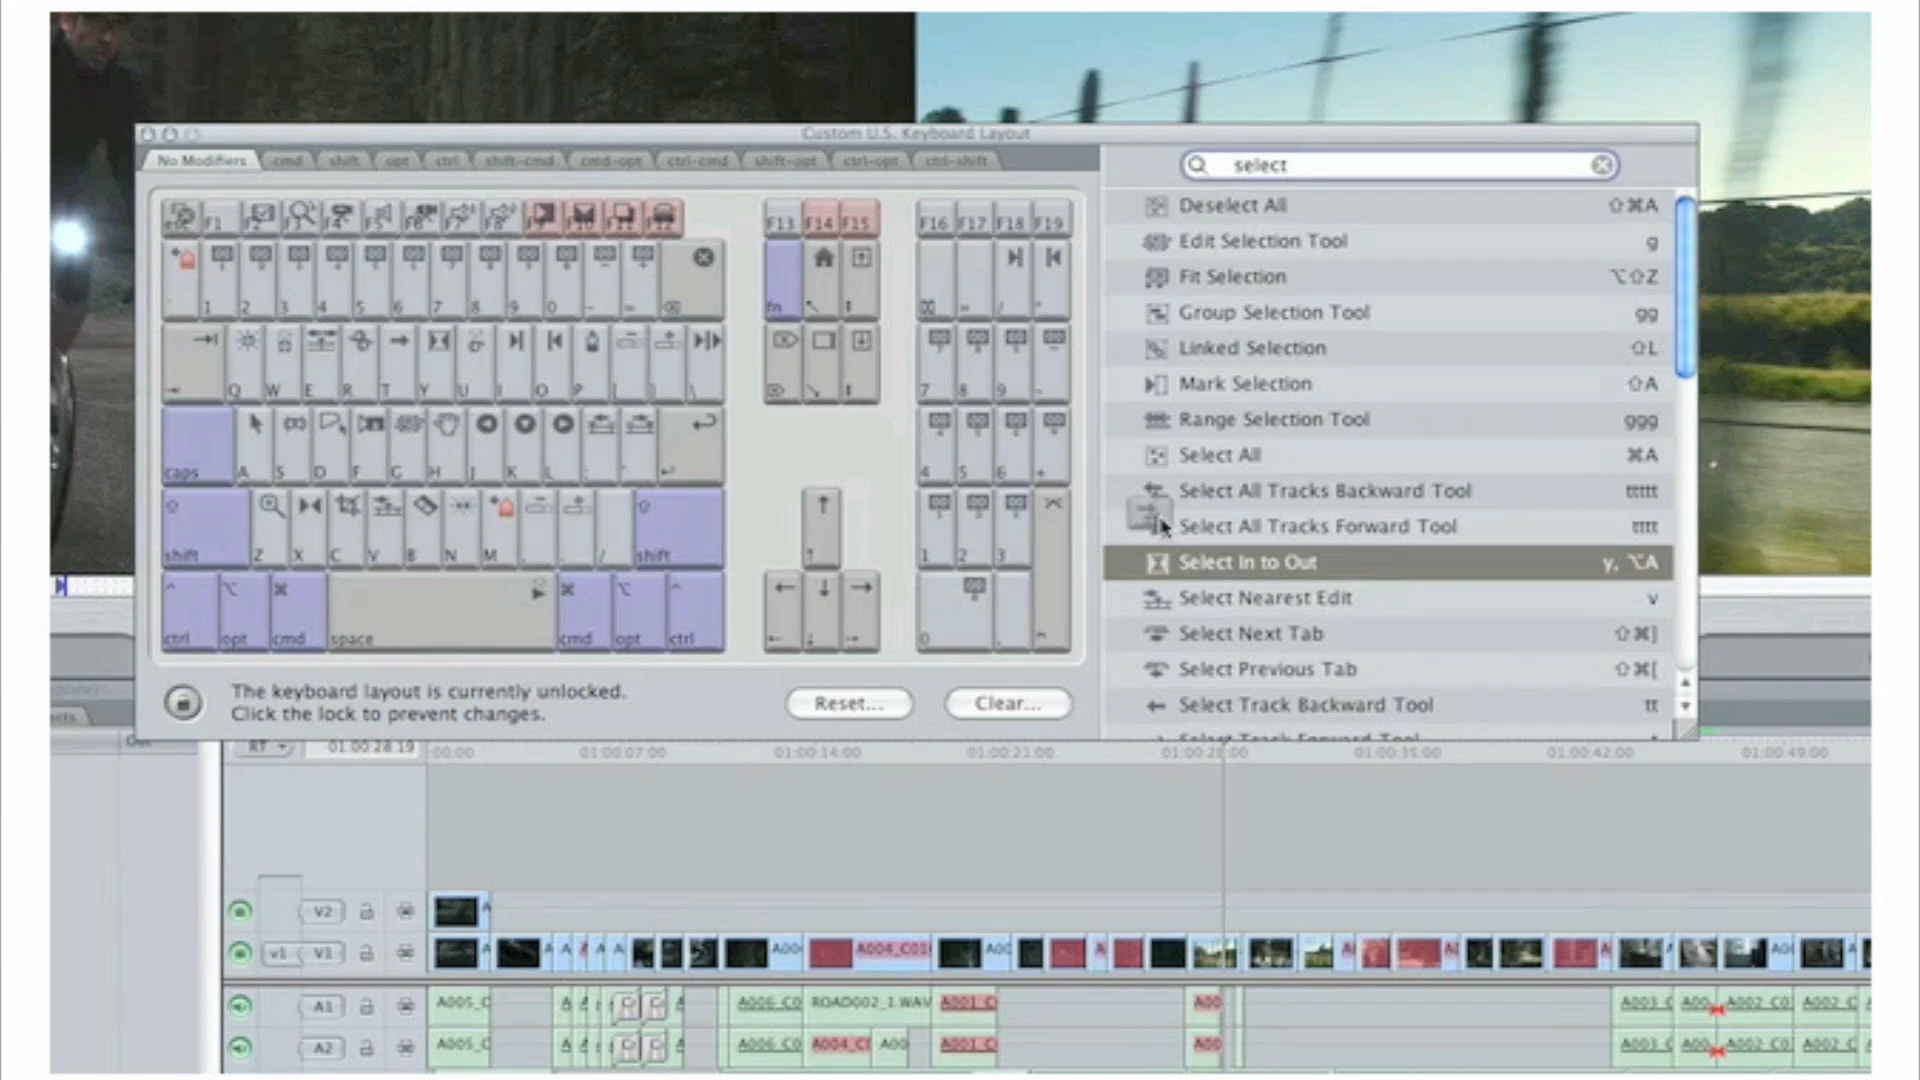 Custom U.S. Keyboard Layout
No Modifiers cmd shift opt ctrl shift-cmd cmd-opt ctrl-cmd shift-opt ctrl-opt ctrl-shift
select
esc F1 F2 F3 F4 F5 F6 F7 F8 F9 F10 F11 F12 F13 F14 F15 F16 F17 F18 F19
1 2 3 4 5 6 7 8 9 0 - = fn = / *
Q W E R T Y U I O P [ ] \ 7 8 9 -
caps A S D F G H J K L ; ' 4 5 6 +
shift Z X C V B N M , . / shift 1 2 3
ctrl opt cmd space cmd opt ctrl 0 .
Deselect All ⇧⌘A
Edit Selection Tool g
Fit Selection ⌥⇧Z
Group Selection Tool gg
Linked Selection ⇧L
Mark Selection ⇧A
Range Selection Tool ggg
Select All ⌘A
Select All Tracks Backward Tool ttttt
Select All Tracks Forward Tool tttt
Select In to Out y, ⌥A
Select Nearest Edit v
Select Next Tab ⇧⌘]
Select Previous Tab ⇧⌘[
Select Track Backward Tool tt
Select Track Forward Tool t
The keyboard layout is currently unlocked.
Click the lock to prevent changes.
Reset...
Clear...
RT 01:00:28:19 00:00 01:00:07:00 01:00:14:00 01:00:21:00 01:00:28:00 01:00:35:00 01:00:42:00 01:00:49:00
V2
v1 V1 A004_C01
A1 A005_C A006_C0 ROAD002_1.WAV A001_C A00 A003_C A00 A002_C0 A002_C
A2 A005_C A006_C0 A004_C A00 A001_C A00 A003_C A00 A002_C0 A002_C